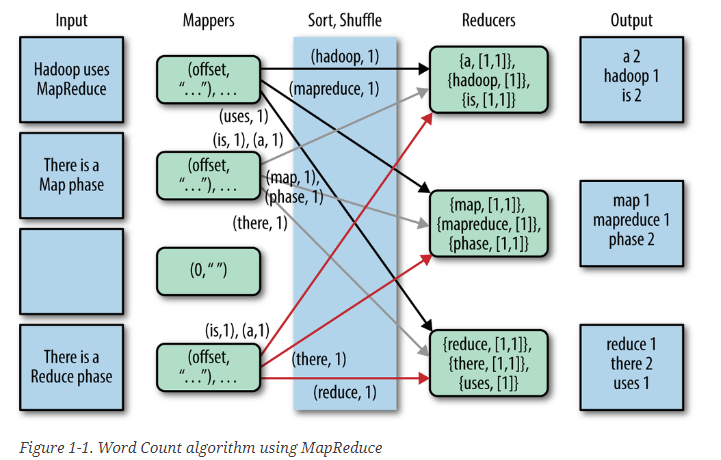 Input
Mappers
Sort, Shuffle
Reducers
Output
Hadoop uses
MapReduce
There is a
Map phase
There is a
Reduce phase
(offset,
“…”), …
(offset,
“…”), …
(0,“ ”)
(offset,
“…”), …
(hadoop, 1)
(mapreduce, 1)
(uses, 1)
(is, 1), (a, 1)
(map, 1),
(phase, 1)
(there, 1)
(is,1), (a,1)
(there, 1)
(reduce, 1)
{a, [1,1]},
{hadoop, [1]},
{is, [1,1]}
{map, [1,1]},
{mapreduce, [1]},
{phase, [1,1]}
{reduce, [1,1]},
{there, [1,1]},
{uses, [1]}
a 2
hadoop 1
is 2
map 1
mapreduce 1
phase 2
reduce 1
there 2
uses 1
Figure 1-1. Word Count algorithm using MapReduce